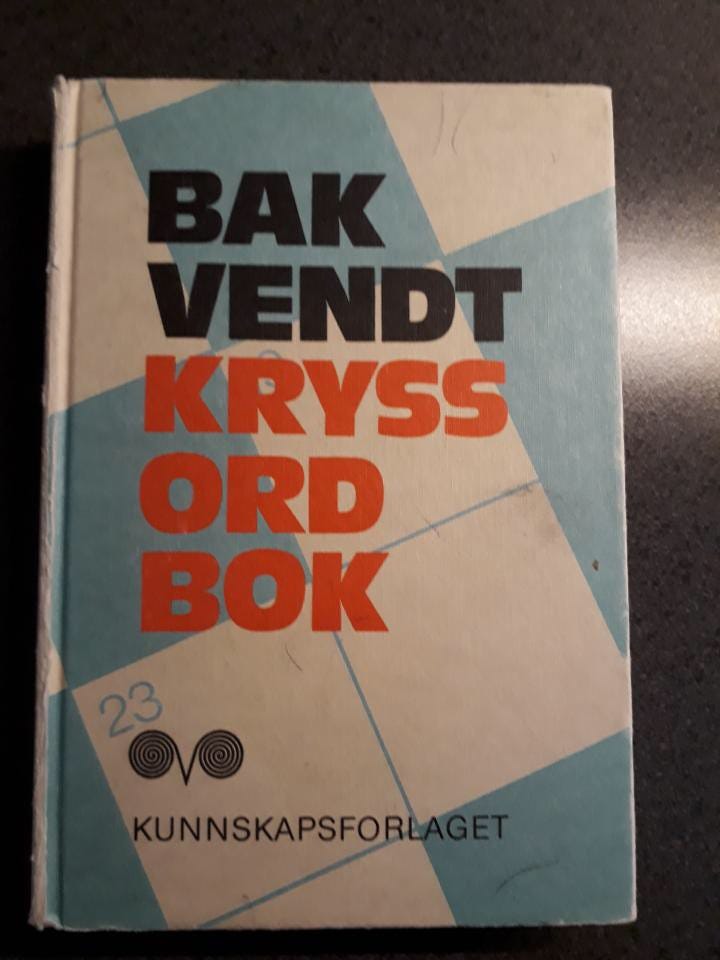 BAK
VENDT
KRYSS
ORD
BOK
23
KUNNSKAPSFORLAGET